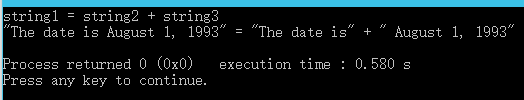 string1 = string2 + string3
"The date is August 1, 1993" = "The date is" + " August 1, 1993"
Process returned 0 (0x0)   execution time : 0.580 s
Press any key to continue.